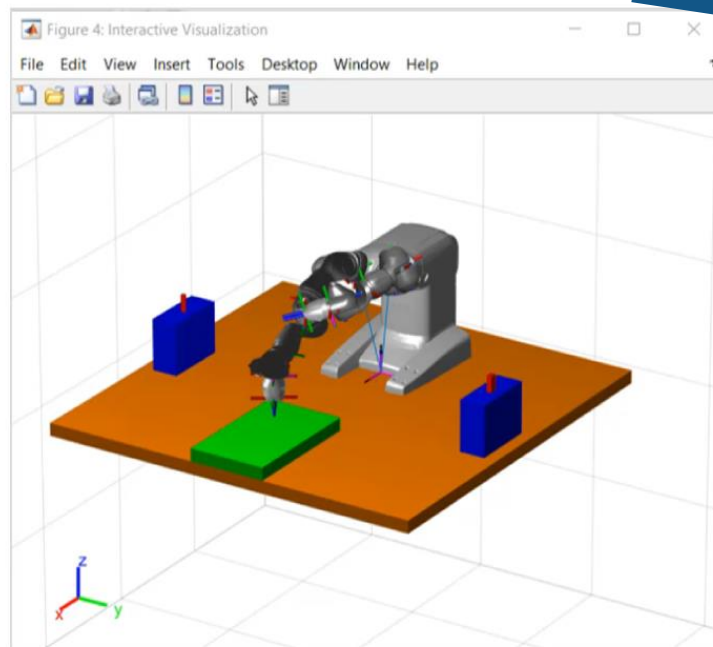 Figure 4: Interactive Visualization
File Edit View Insert Tools Desktop Window Help
z
x
y